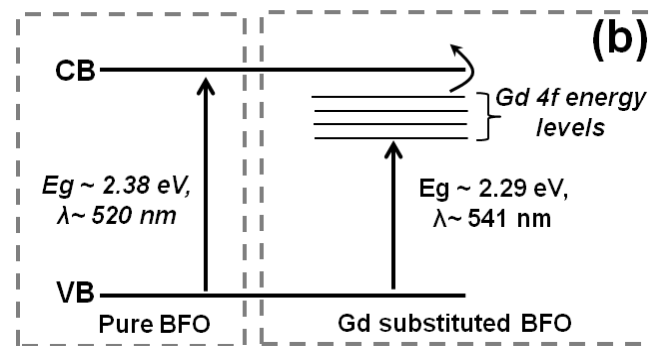 (b)
CB
Gd 4f energy
levels
Eg ~ 2.38 eV,
λ~ 520 nm
Eg ~ 2.29 eV,
λ~ 541 nm
VB
Pure BFO
Gd substituted BFO